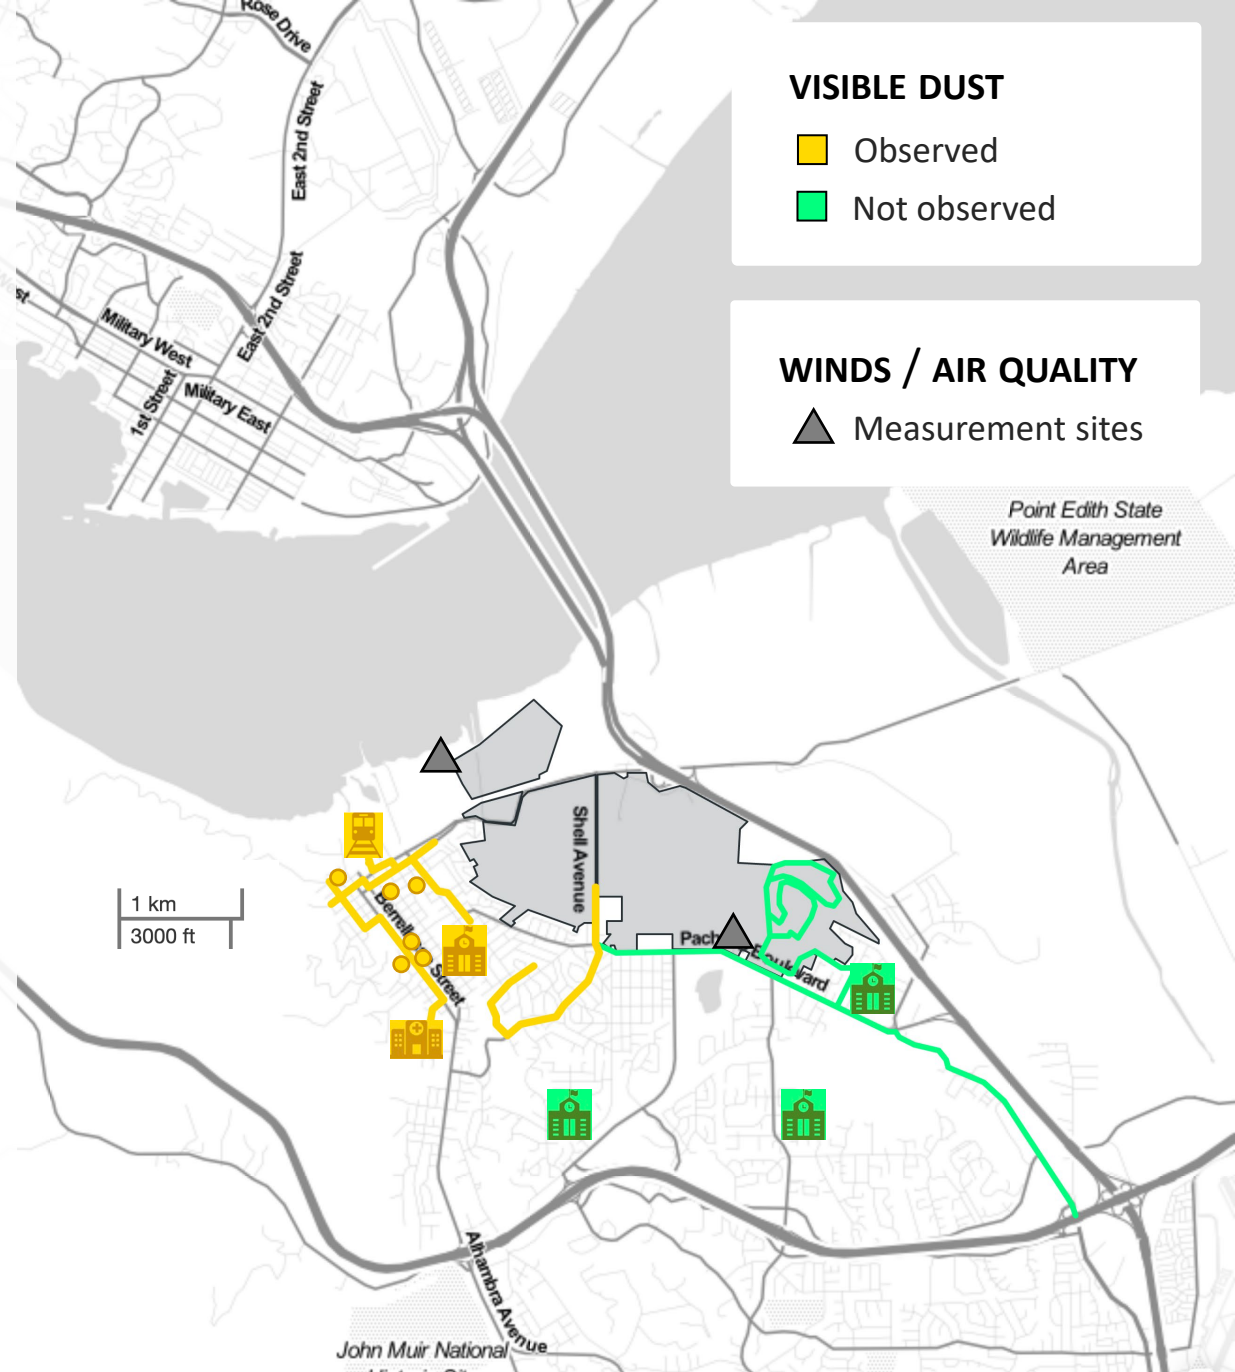 Rose Drive
East 2nd Street
VISIBLE DUST
Observed
Not observed
East 2nd Street
Military West
Military East
1st Street
WINDS / AIR QUALITY
Measurement sites
Point Edith State
Wildlife Management
Area
Shell Avenue
1 km
3000 ft
Street
Alhambra Avenue
John Muir National